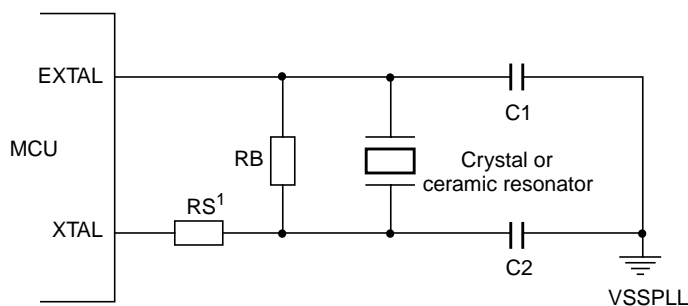 EXTAL
C1
MCU
RB
Crystal or
ceramic resonator
RS¹
XTAL
C2
VSSPLL